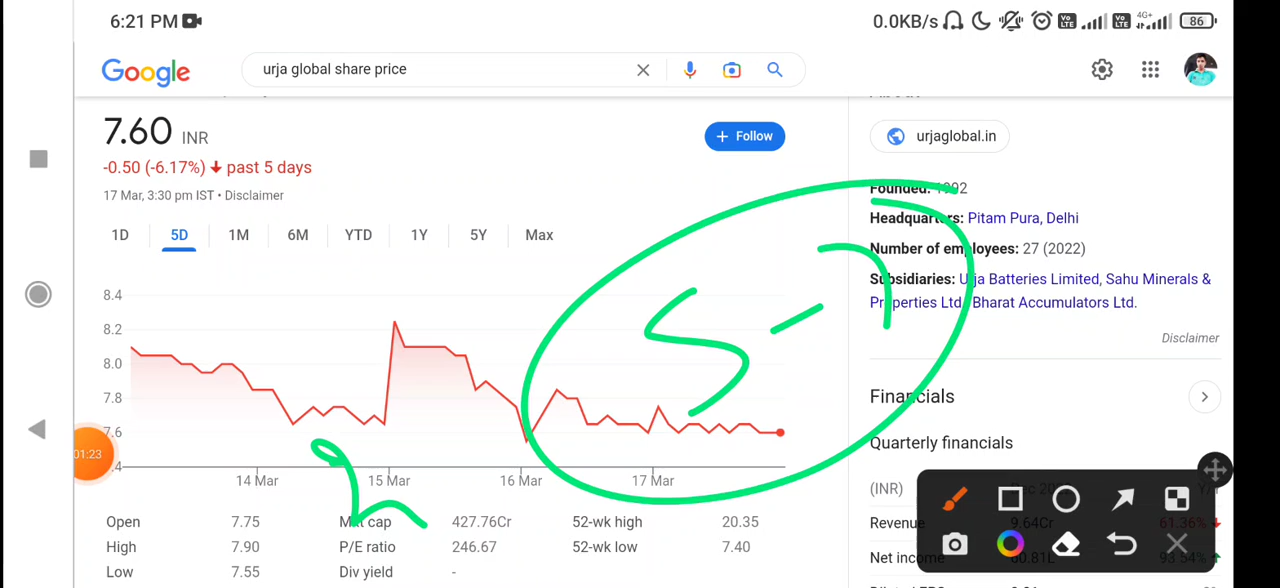 6:21 PM
0.0KB/s
4G+
86
Google
urja global share price
7.60 INR
Follow
-0.50 (-6.17%) past 5 days
17 Mar, 3:30 pm IST • Disclaimer
1D 5D 1M 6M YTD 1Y 5Y Max
8.4
8.2
8.0
7.8
7.6
14 Mar 15 Mar 16 Mar 17 Mar
Open 7.75 Mkt cap 427.76Cr 52-wk high 20.35
High 7.90 P/E ratio 246.67 52-wk low 7.40
Low 7.55 Div yield -
01:23
urjaglobal.in
Founded: 1992
Headquarters: Pitam Pura, Delhi
Number of employees: 27 (2022)
Subsidiaries: Urja Batteries Limited, Sahu Minerals &
Properties Ltd, Bharat Accumulators Ltd.
Disclaimer
Financials
Quarterly financials
(INR)
Revenue 9.64Cr 61.36%
Net income 60.81L 93.54%